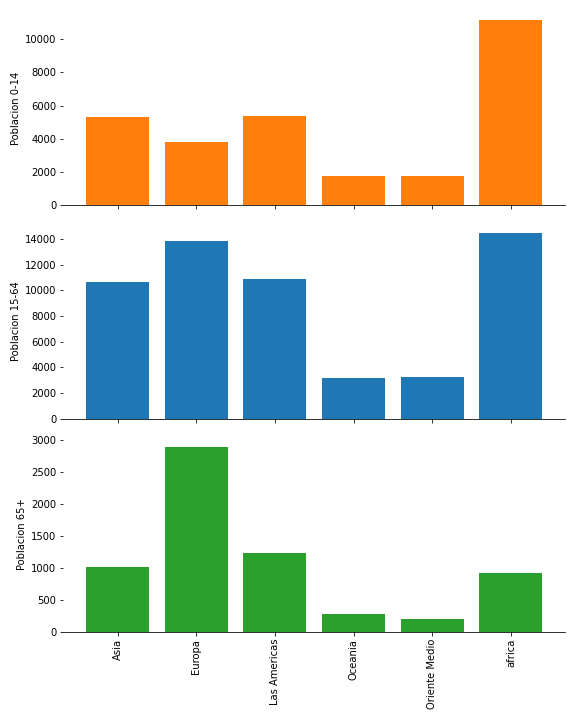 Poblacion 0-14
10000
8000
6000
4000
2000
0
Poblacion 15-64
14000
12000
10000
8000
6000
4000
2000
0
Poblacion 65+
3000
2500
2000
1500
1000
500
0
Asia
Europa
Las Americas
Oceania
Oriente Medio
africa